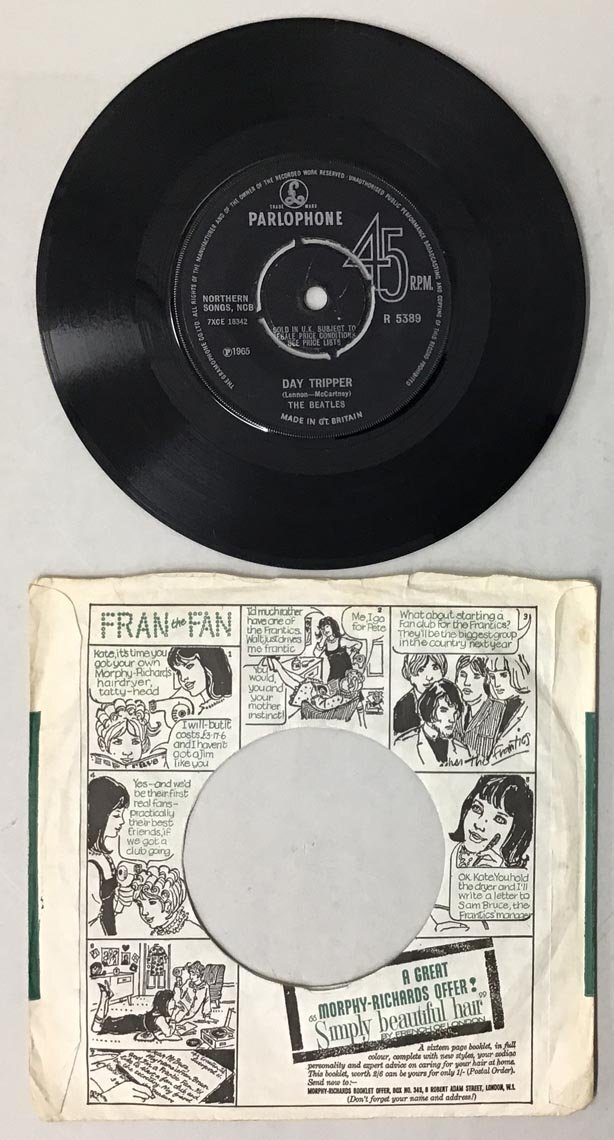 THE GRAMOPHONE CO. LTD. ALL RIGHTS OF THE MANUFACTURER AND OF THE OWNER OF THE RECORDED WORK RESERVED · UNAUTHORISED PUBLIC PERFORMANCE BROADCASTING AND COPYING OF THIS RECORD PROHIBITED
£
TRADE MARK
PARLOPHONE
45
R.P.M.
NORTHERN
SONGS, NCB
7XCE 18342
R 5389
SOLD IN U.K. SUBJECT TO
PRICE CONDITIONS
SEE PRICE LISTS
℗1965
DAY TRIPPER
(Lennon—McCartney)
THE BEATLES
MADE IN GT. BRITAIN
FRAN the FAN
Kate, it's time you
got your own
Morphy-Richards
hairdryer,
tatty-head
I will-but it
costs £3·17·6
and I haven't
got a Jim
like you
2
I'd much rather
have one of
the Frantics.
Walt just drives
me frantic
Me, I go
for Pete
You
would,
you and
your
mother
instinct!
3
What about starting a
Fan club for the Frantics?
They'll be the biggest group
in the country next year
The Frantics
4
Yes-and we'd
be their first
real fans-
practically
their best
friends, if
we got a
club going
5
OK Kate. You hold
the dryer and I'll
write a letter to
Sam Bruce, the
Frantics' manager
6
7
A GREAT
MORPHY-RICHARDS OFFER!
"Simply beautiful hair"
BY FRENCH OF LONDON
A sixteen page booklet, in full
colour, complete with new styles, your zodiac
personality and expert advice on caring for your hair at home.
This booklet, worth 2/6 can be yours for only 1/- (Postal Order).
Send now to:-
MORPHY-RICHARDS BOOKLET OFFER, BOX NO. 343, 8 ROBERT ADAM STREET, LONDON, W.1.
(Don't forget your name and address!)